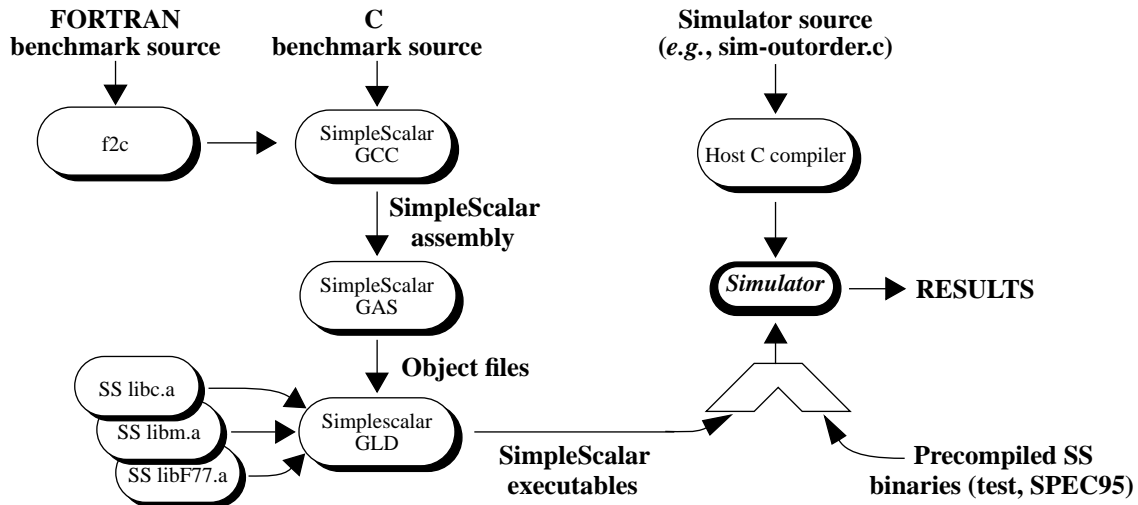 FORTRAN
benchmark source
C
benchmark source
Simulator source
(e.g., sim-outorder.c)
f2c
SimpleScalar
GCC
Host C compiler
SimpleScalar
assembly
SimpleScalar
GAS
Simulator
RESULTS
Object files
SS libc.a
SS libm.a
SS libF77.a
Simplescalar
GLD
SimpleScalar
executables
Precompiled SS
binaries (test, SPEC95)